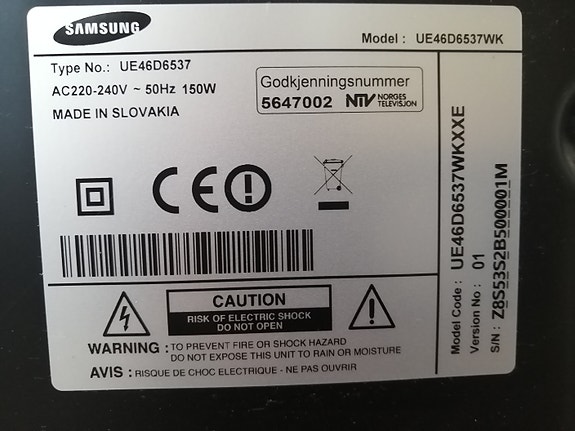 SAMSUNG
Model : UE46D6537WK
Type No.: UE46D6537
AC220-240V ~ 50Hz 150W
MADE IN SLOVAKIA
Godkjenningsnummer
5647002 NTV NORGES
TELEVISJON
CE
CAUTION
RISK OF ELECTRIC SHOCK
DO NOT OPEN
WARNING : TO PREVENT FIRE OR SHOCK HAZARD
DO NOT EXPOSE THIS UNIT TO RAIN OR MOISTURE
AVIS : RISQUE DE CHOC ELECTRIQUE - NE PAS OUVRIR
Model Code : UE46D6537WKXXE
Version No : 01
S/N : Z8S53S2B500001M